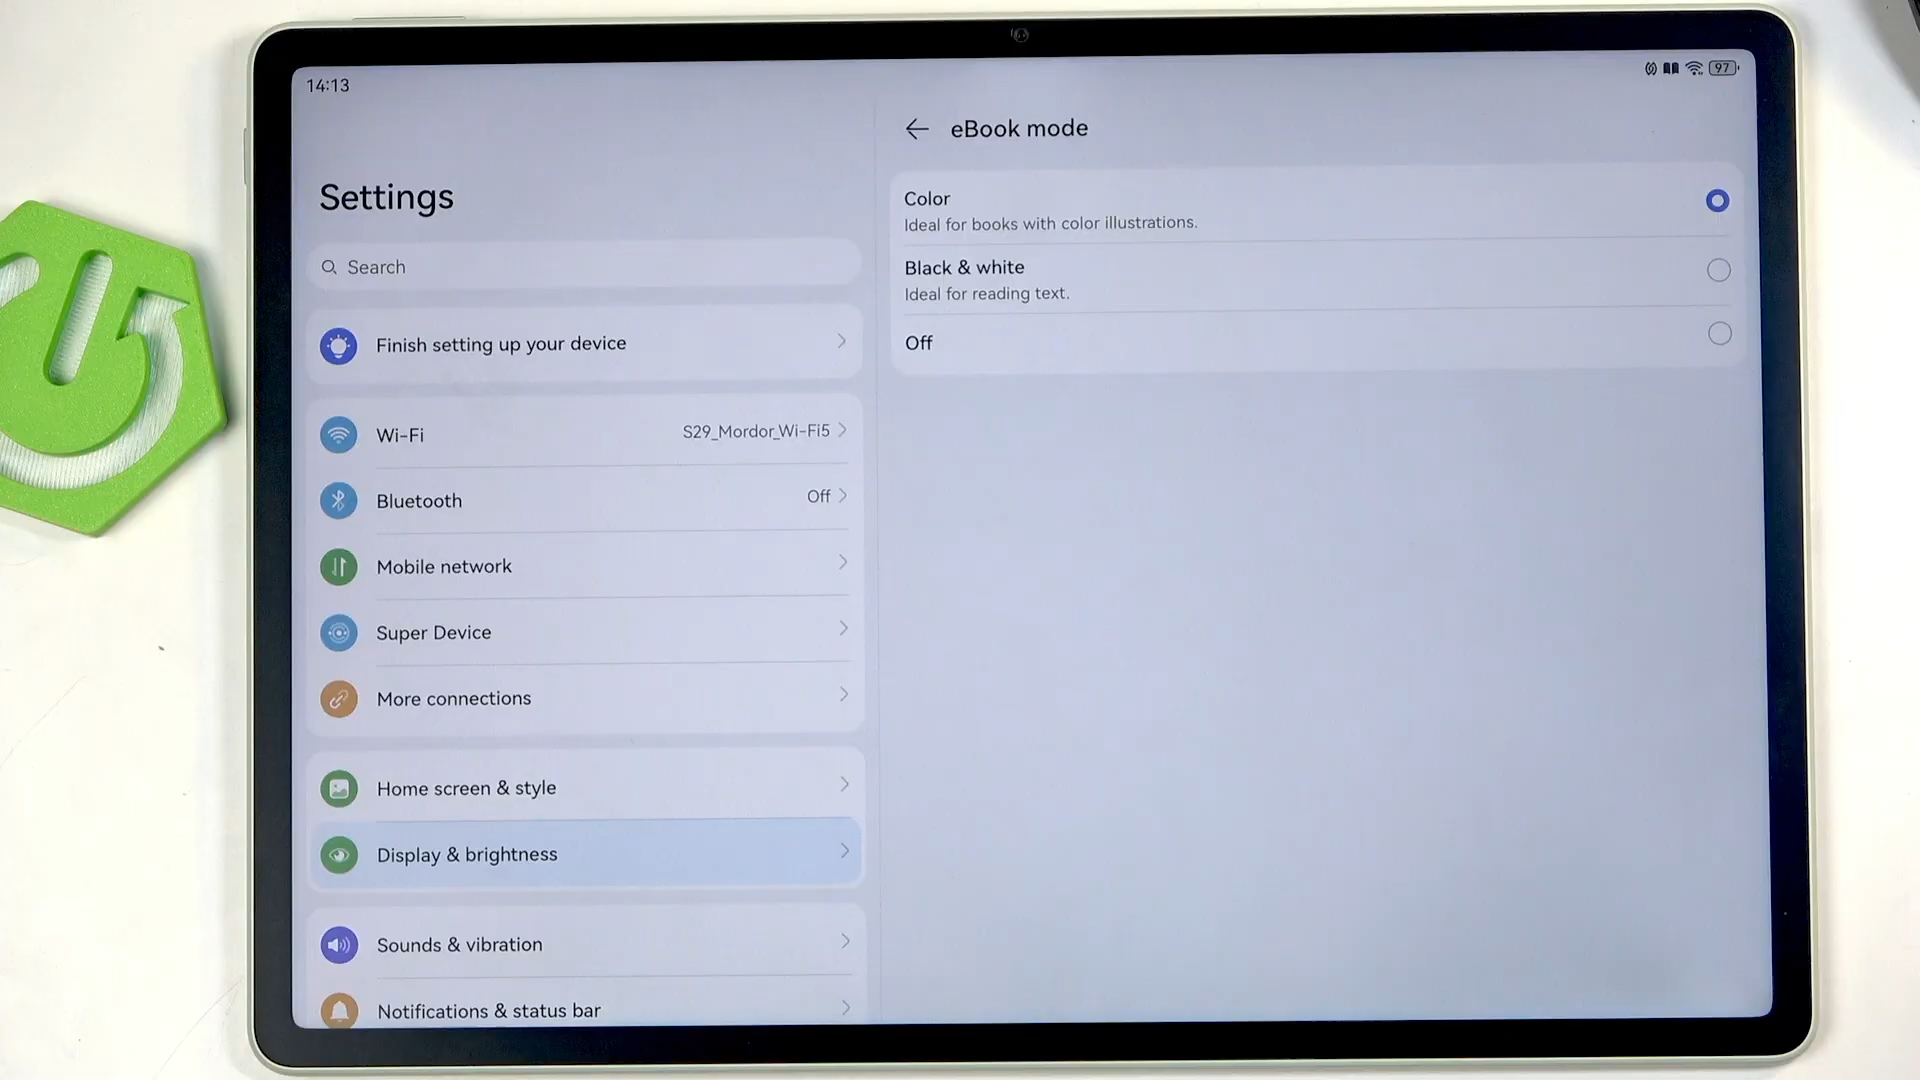 14:13
97
Settings
Search
Finish setting up your device
Wi-Fi
S29_Mordor_Wi-Fi5
Bluetooth
Off
Mobile network
Super Device
More connections
Home screen & style
Display & brightness
Sounds & vibration
Notifications & status bar
eBook mode
Color
Ideal for books with color illustrations.
Black & white
Ideal for reading text.
Off